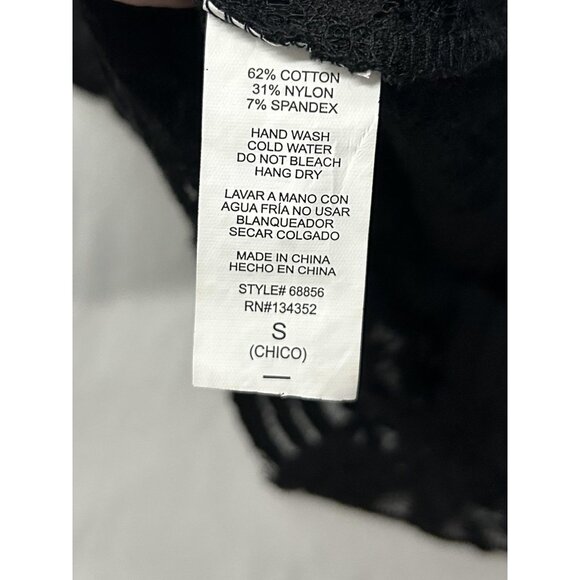 62% COTTON
31% NYLON
7% SPANDEX
HAND WASH
COLD WATER
DO NOT BLEACH
HANG DRY
LAVAR A MANO CON
AGUA FRÍA NO USAR
BLANQUEADOR
SECAR COLGADO
MADE IN CHINA
HECHO EN CHINA
STYLE# 68856
RN#134352
S
(CHICO)